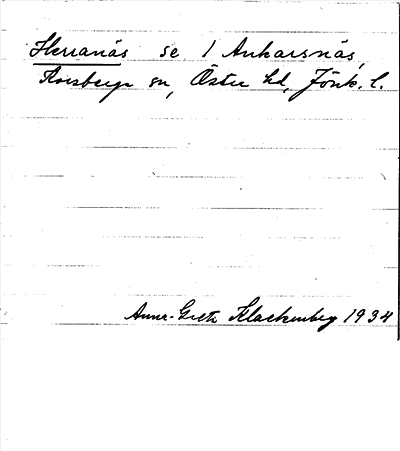 Herranäs se 1 Ankarsnäs,
Korsberga sn, Östra hd, Jönk. l.
Anna-Greta Klackenberg 1934